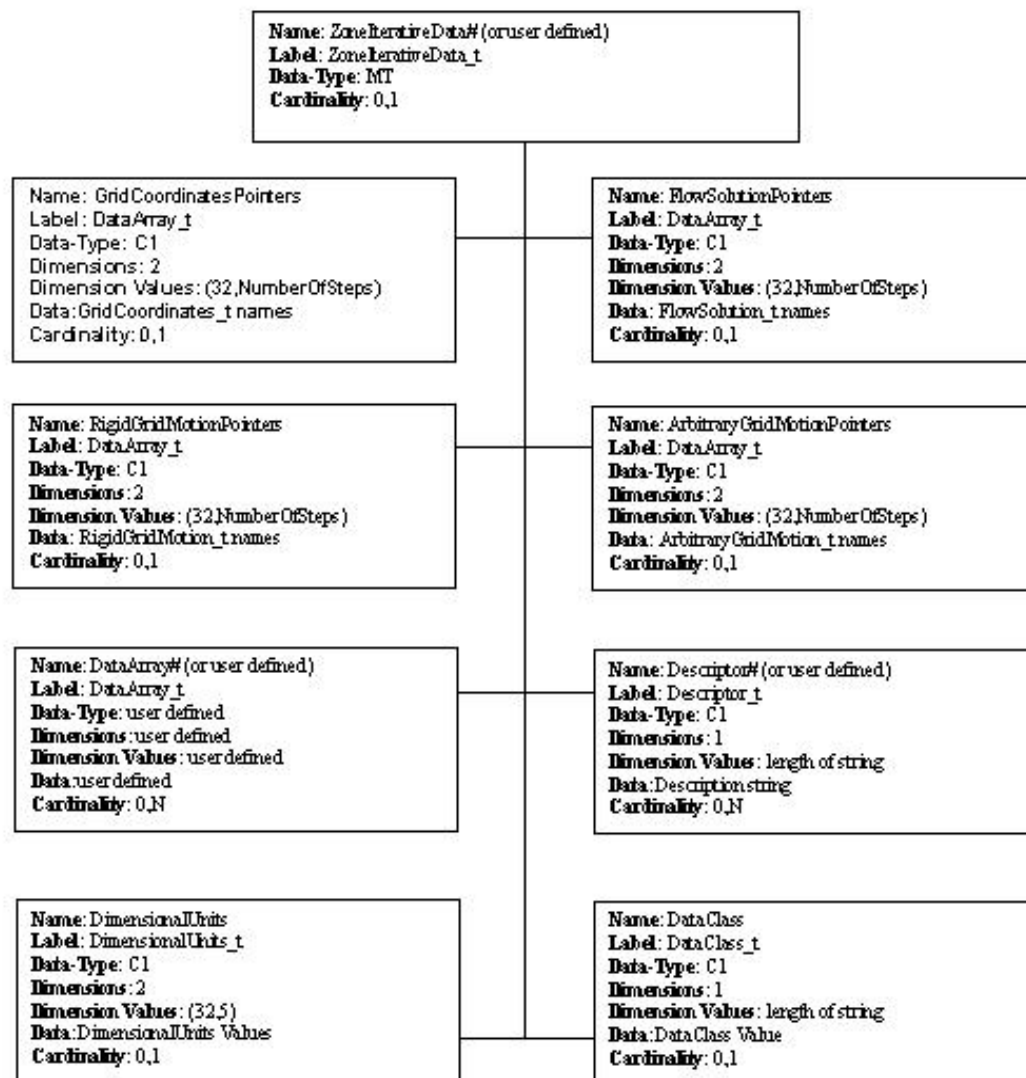 Name: ZoneIterativeData# (or user defined)
Label: ZoneIterativeData_t
Data-Type: MT
Cardinality: 0,1
Name: GridCoordinatesPointers
Label: DataArray_t
Data-Type: C1
Dimensions: 2
Dimension Values: (32,NumberOfSteps)
Data:GridCoordinates_t names
Cardinality: 0,1
Name: FlowSolutionPointers
Label: DataArray_t
Data-Type: C1
Dimensions: 2
Dimension Values: (32,NumberOfSteps)
Data: FlowSolution_t names
Cardinality: 0,1
Name: RigidGridMotionPointers
Label: DataArray_t
Data-Type: C1
Dimensions: 2
Dimension Values: (32,NumberOfSteps)
Data: RigidGridMotion_t names
Cardinality: 0,1
Name: ArbitraryGridMotionPointers
Label: DataArray_t
Data-Type: C1
Dimensions: 2
Dimension Values: (32,NumberOfSteps)
Data: ArbitraryGridMotion_t names
Cardinality: 0,1
Name: DataArray# (or user defined)
Label: DataArray_t
Data-Type: user defined
Dimensions: user defined
Dimension Values: user defined
Data:user defined
Cardinality: 0,N
Name: Descriptor# (or user defined)
Label: Descriptor_t
Data-Type: C1
Dimensions: 1
Dimension Values: length of string
Data:Description string
Cardinality: 0,N
Name: DimensionalUnits
Label: DimensionalUnits_t
Data-Type: C1
Dimensions: 2
Dimension Values: (32,5)
Data:DimensionalUnits Values
Cardinality: 0,1
Name: DataClass
Label: DataClass_t
Data-Type: C1
Dimensions: 1
Dimension Values: length of string
Data:DataClass Value
Cardinality: 0,1